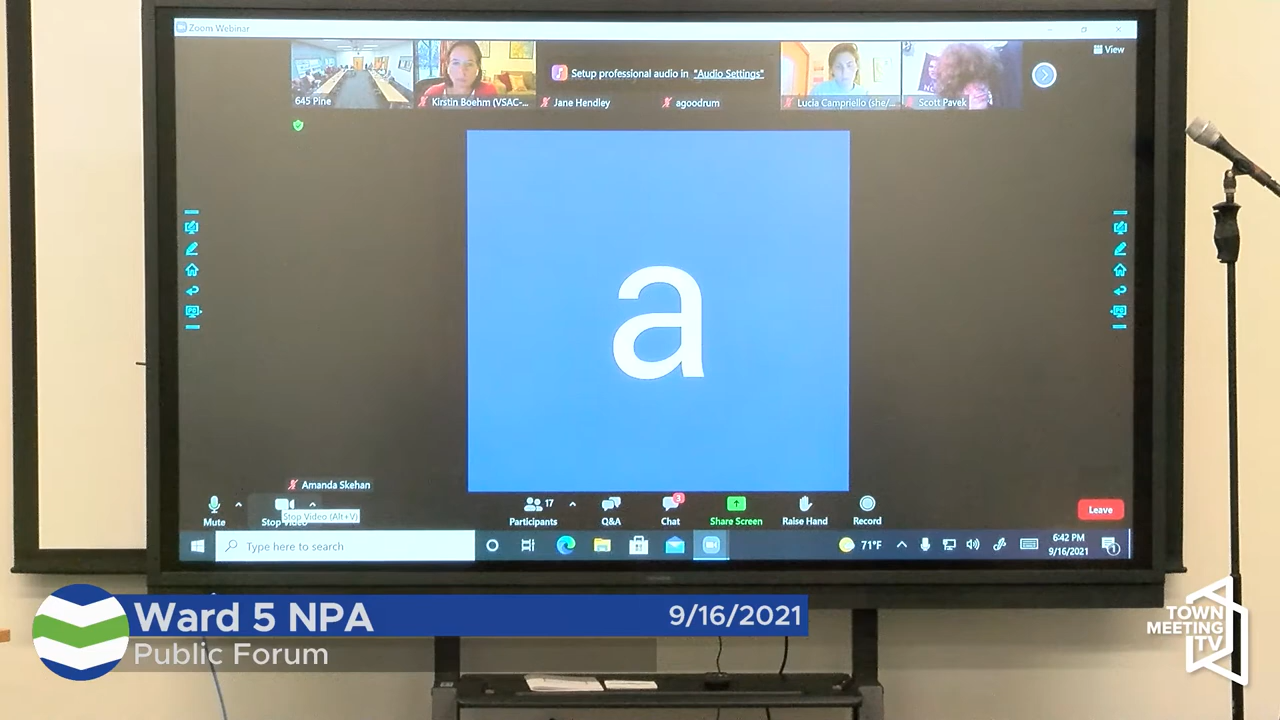 Zoom Webinar
View
Setup professional audio in "Audio Settings"
645 Pine
Kirstin Boehm (VSAC-...
Jane Hendley
agoodrum
Lucia Campriello (she/...
Scott Pavek
a
Amanda Skehan
Mute
Stop Video
Stop Video (Alt+V)
17
Participants
Q&A
3
Chat
Share Screen
Raise Hand
Record
Leave
Type here to search
71°F
6:42 PM
9/16/2021
1
Ward 5 NPA
9/16/2021
Public Forum
TOWN
MEETING
TV